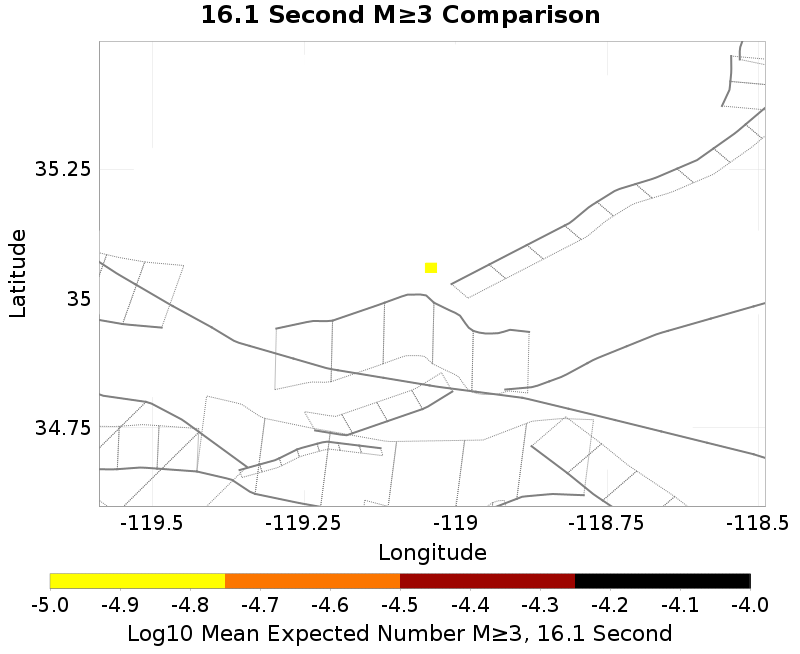 16.1 Second M≥3 Comparison
Latitude
35.25
35
34.75
-119.5 -119.25 -119 -118.75 -118.5
Longitude
-5.0 -4.9 -4.8 -4.7 -4.6 -4.5 -4.4 -4.3 -4.2 -4.1 -4.0
Log10 Mean Expected Number M≥3, 16.1 Second